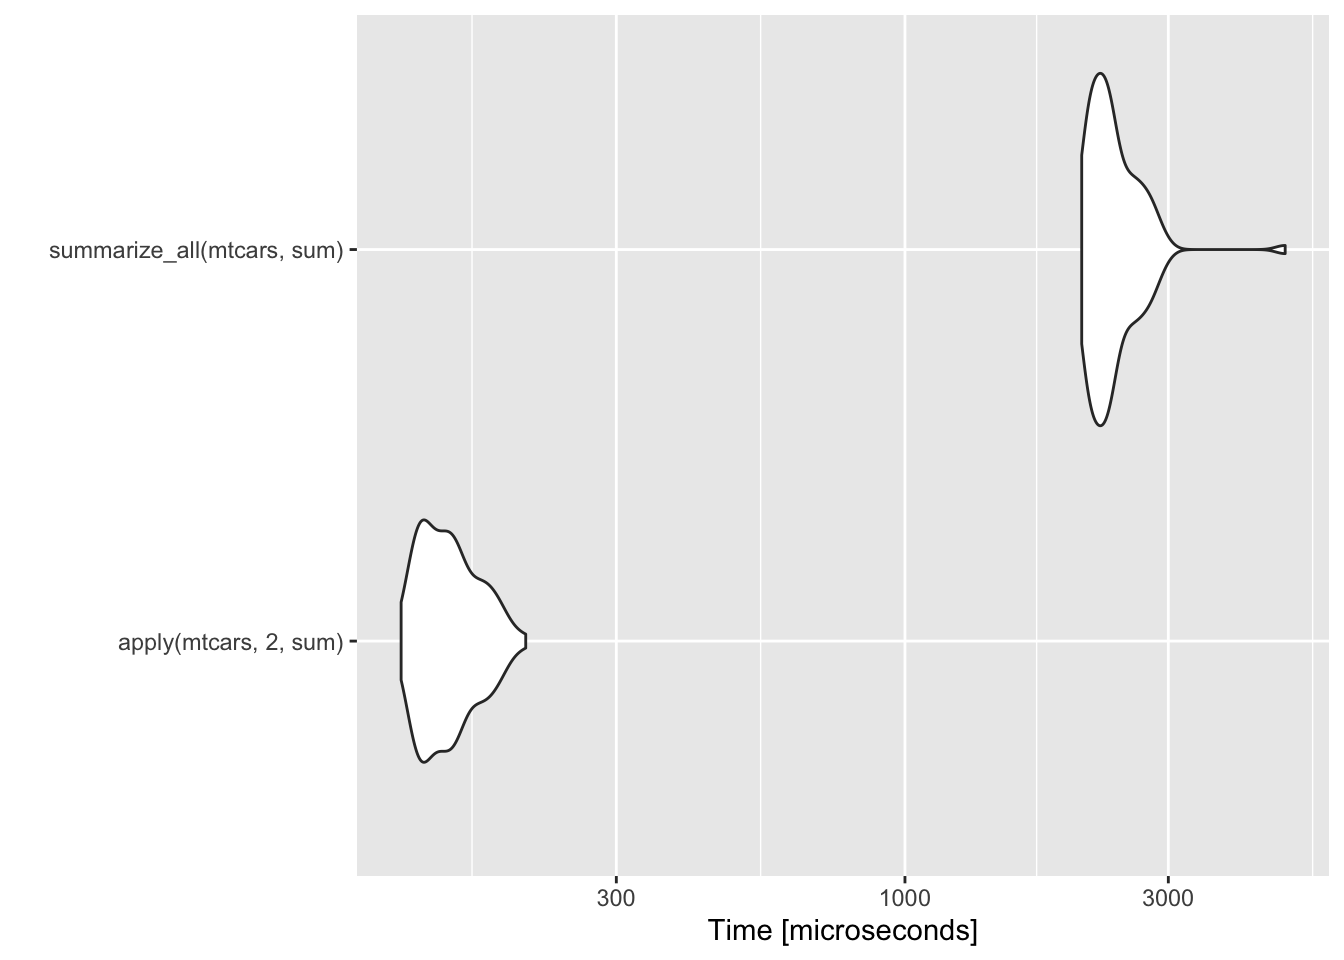 summarize_all(mtcars, sum)
apply(mtcars, 2, sum)
300 1000 3000
Time [microseconds]